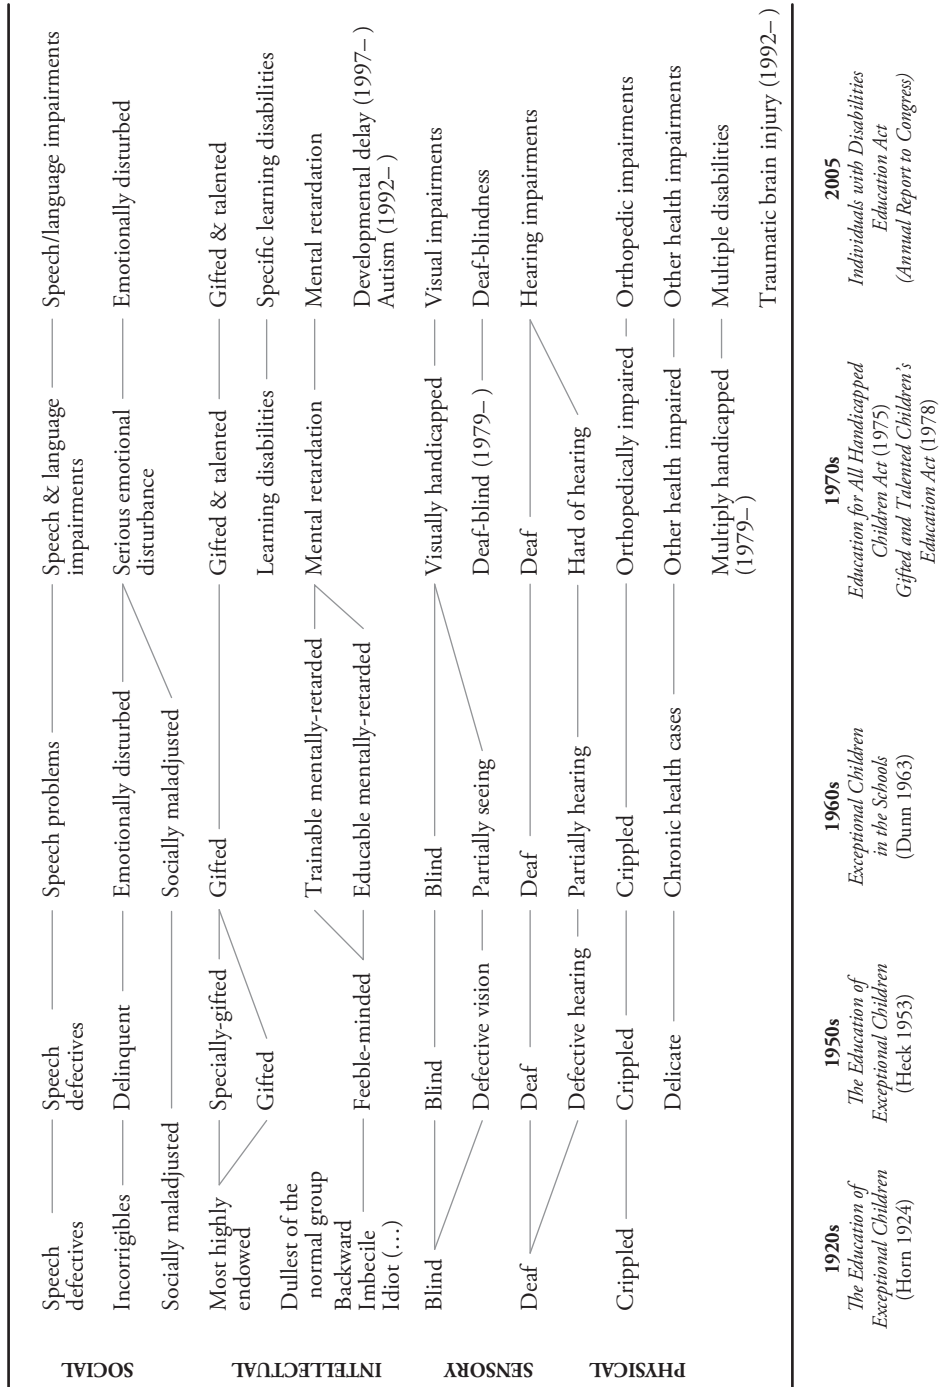 SOCIAL
Speech
defectives
Speech
defectives
Speech problems
Speech & language
impairments
Speech/language impairments
Incorrigibles
Delinquent
Emotionally disturbed
Serious emotional
disturbance
Emotionally disturbed
Socially maladjusted
Socially maladjusted
INTELLECTUAL
Most highly
endowed
Specially-gifted
Gifted
Gifted & talented
Gifted & talented
Gifted
Learning disabilities
Specific learning disabilities
Dullest of the
normal group
Backward
Imbecile
Idiot (…)
Feeble-minded
Trainable mentally-retarded
Educable mentally-retarded
Mental retardation
Mental retardation
Developmental delay (1997– )
Autism (1992– )
SENSORY
Blind
Blind
Blind
Visually handicapped
Visual impairments
Defective vision
Partially seeing
Deaf-blind (1979– )
Deaf-blindness
Deaf
Deaf
Deaf
Deaf
Hearing impairments
Defective hearing
Partially hearing
Hard of hearing
PHYSICAL
Crippled
Crippled
Crippled
Orthopedically impaired
Orthopedic impairments
Delicate
Chronic health cases
Other health impaired
Other health impairments
Multiply handicapped
(1979– )
Multiple disabilities
Traumatic brain injury (1992– )
1920s
The Education of
Exceptional Children
(Horn 1924)
1950s
The Education of
Exceptional Children
(Heck 1953)
1960s
Exceptional Children
in the Schools
(Dunn 1963)
1970s
Education for All Handicapped
Children Act (1975)
Gifted and Talented Children’s
Education Act (1978)
2005
Individuals with Disabilities
Education Act
(Annual Report to Congress)